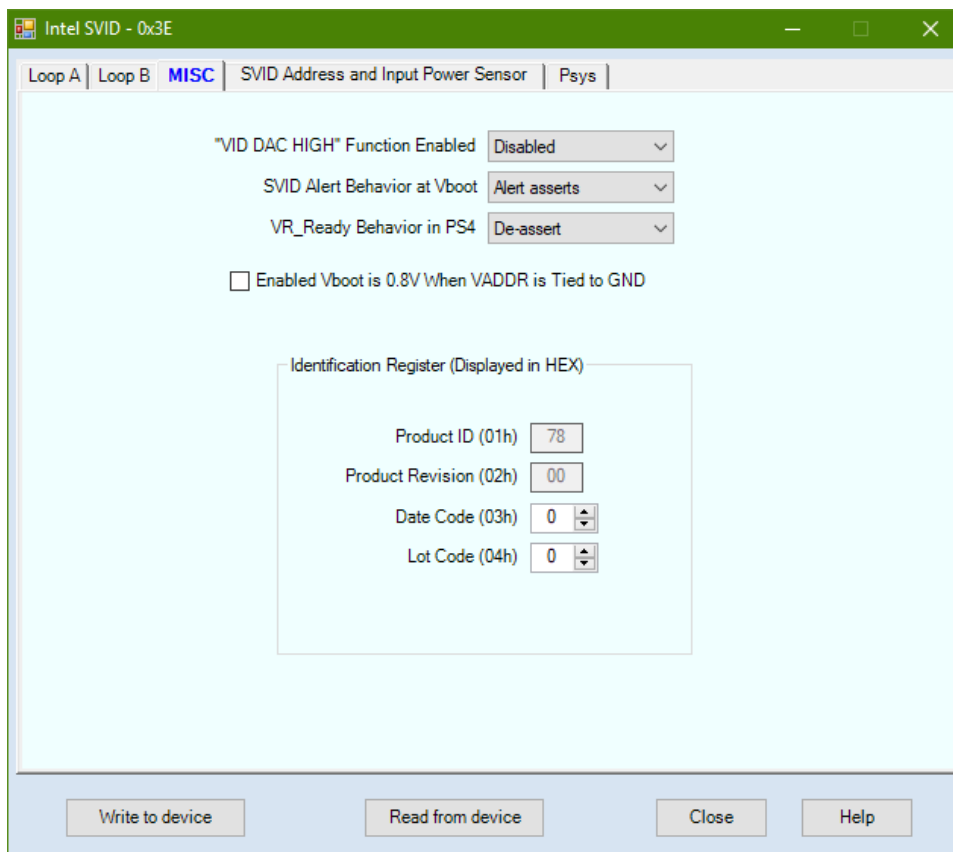 Intel SVID - 0x3E
Loop A Loop B MISC SVID Address and Input Power Sensor Psys
"VID DAC HIGH" Function Enabled Disabled
SVID Alert Behavior at Vboot Alert asserts
VR_Ready Behavior in PS4 De-assert
Enabled Vboot is 0.8V When VADDR is Tied to GND
Identification Register (Displayed in HEX)
Product ID (01h) 78
Product Revision (02h) 00
Date Code (03h) 0
Lot Code (04h) 0
Write to device Read from device Close Help